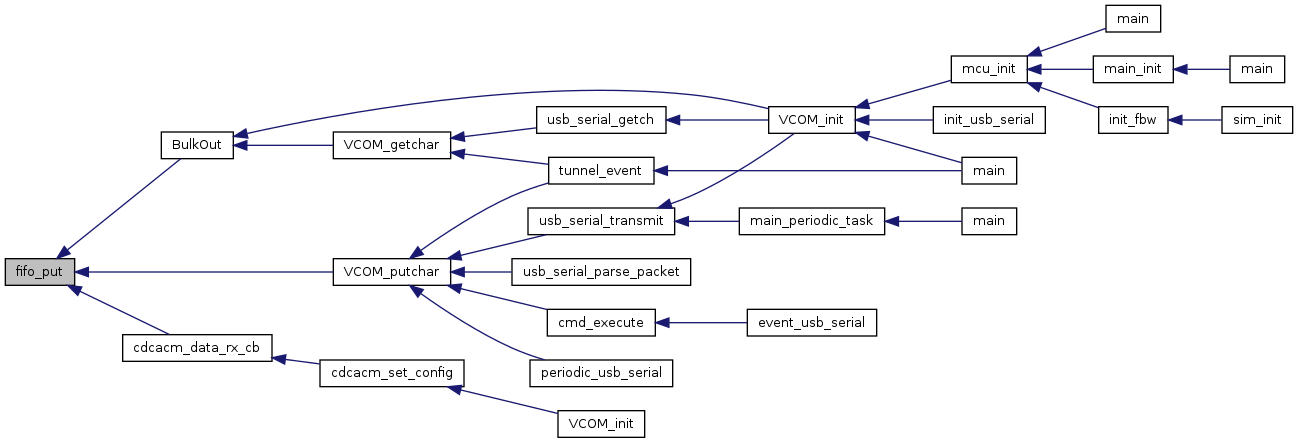 main
mcu_init
main_init
main
usb_serial_getch
VCOM_init
init_usb_serial
init_fbw
sim_init
BulkOut
VCOM_getchar
tunnel_event
main
usb_serial_transmit
main_periodic_task
main
fifo_put
VCOM_putchar
usb_serial_parse_packet
cmd_execute
event_usb_serial
cdcacm_data_rx_cb
cdcacm_set_config
periodic_usb_serial
VCOM_init